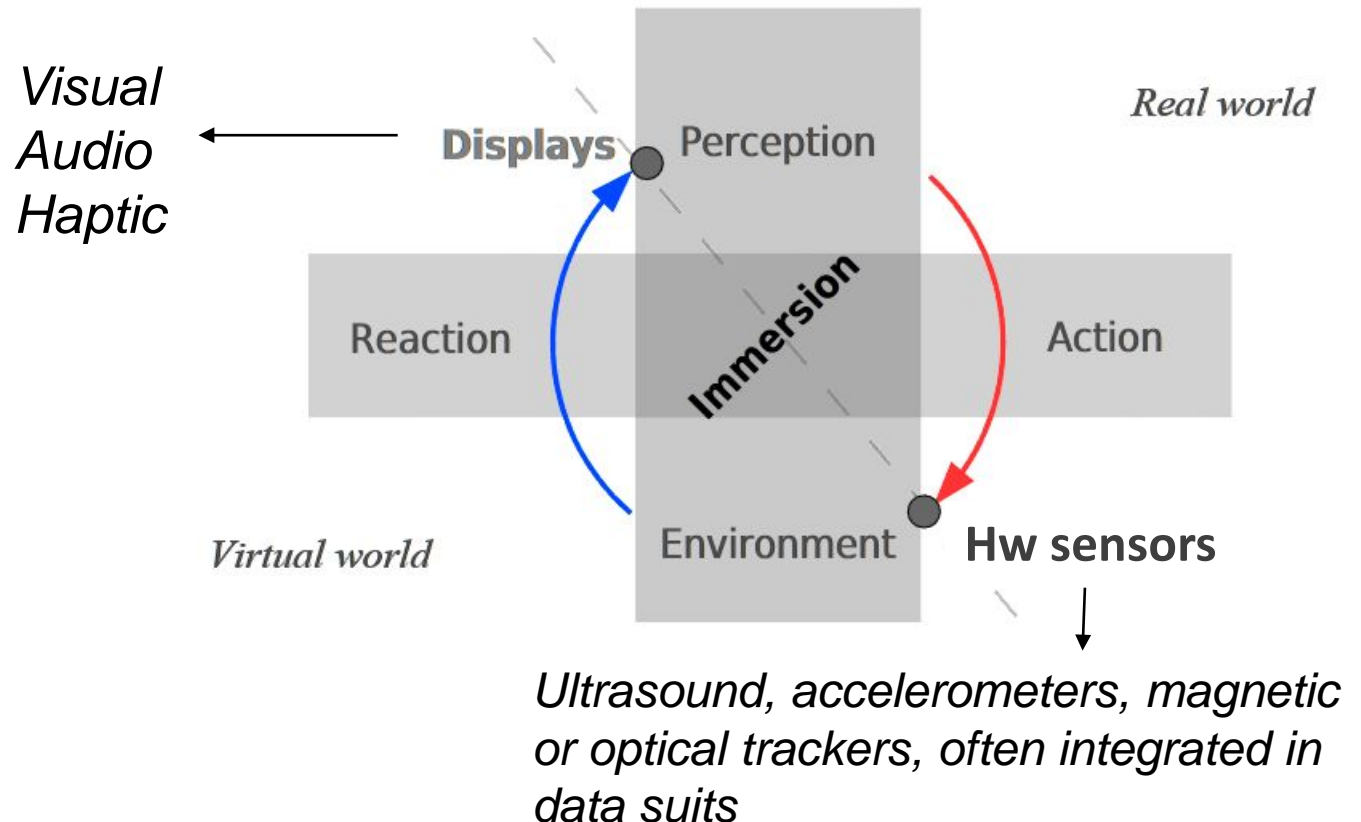 Visual
Audio
Haptic
Displays
Perception
Real world
Reaction
Immersion
Action
Virtual world
Environment
Hw sensors
Ultrasound, accelerometers, magnetic
or optical trackers, often integrated in
data suits